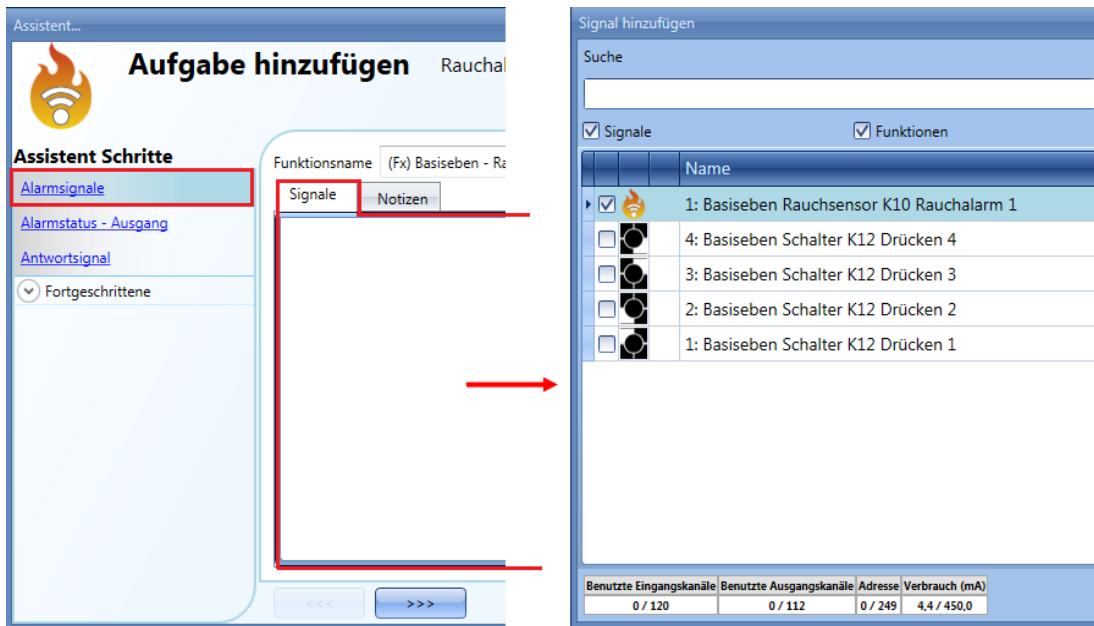 Assistent...
Aufgabe hinzufügen
Assistent Schritte
Alarmsignale
Alarmstatus - Ausgang
Antwortsignal
Fortgeschrittene
Funktionsname (Fx) Basiseben -
Signale Notizen
<<< >>>
Signal hinzufügen
Suche
Signale Funktionen
Name
1: Basiseben Rauchsensor K10 Rauchalarm 1
4: Basiseben Schalter K12 Drücken 4
3: Basiseben Schalter K12 Drücken 3
2: Basiseben Schalter K12 Drücken 2
1: Basiseben Schalter K12 Drücken 1
Benutzte Eingangskanäle Benutzte Ausgangskanäle Adresse Verbrauch (mA)
0 / 120 0 / 112 0 / 249 4,4 / 450,0